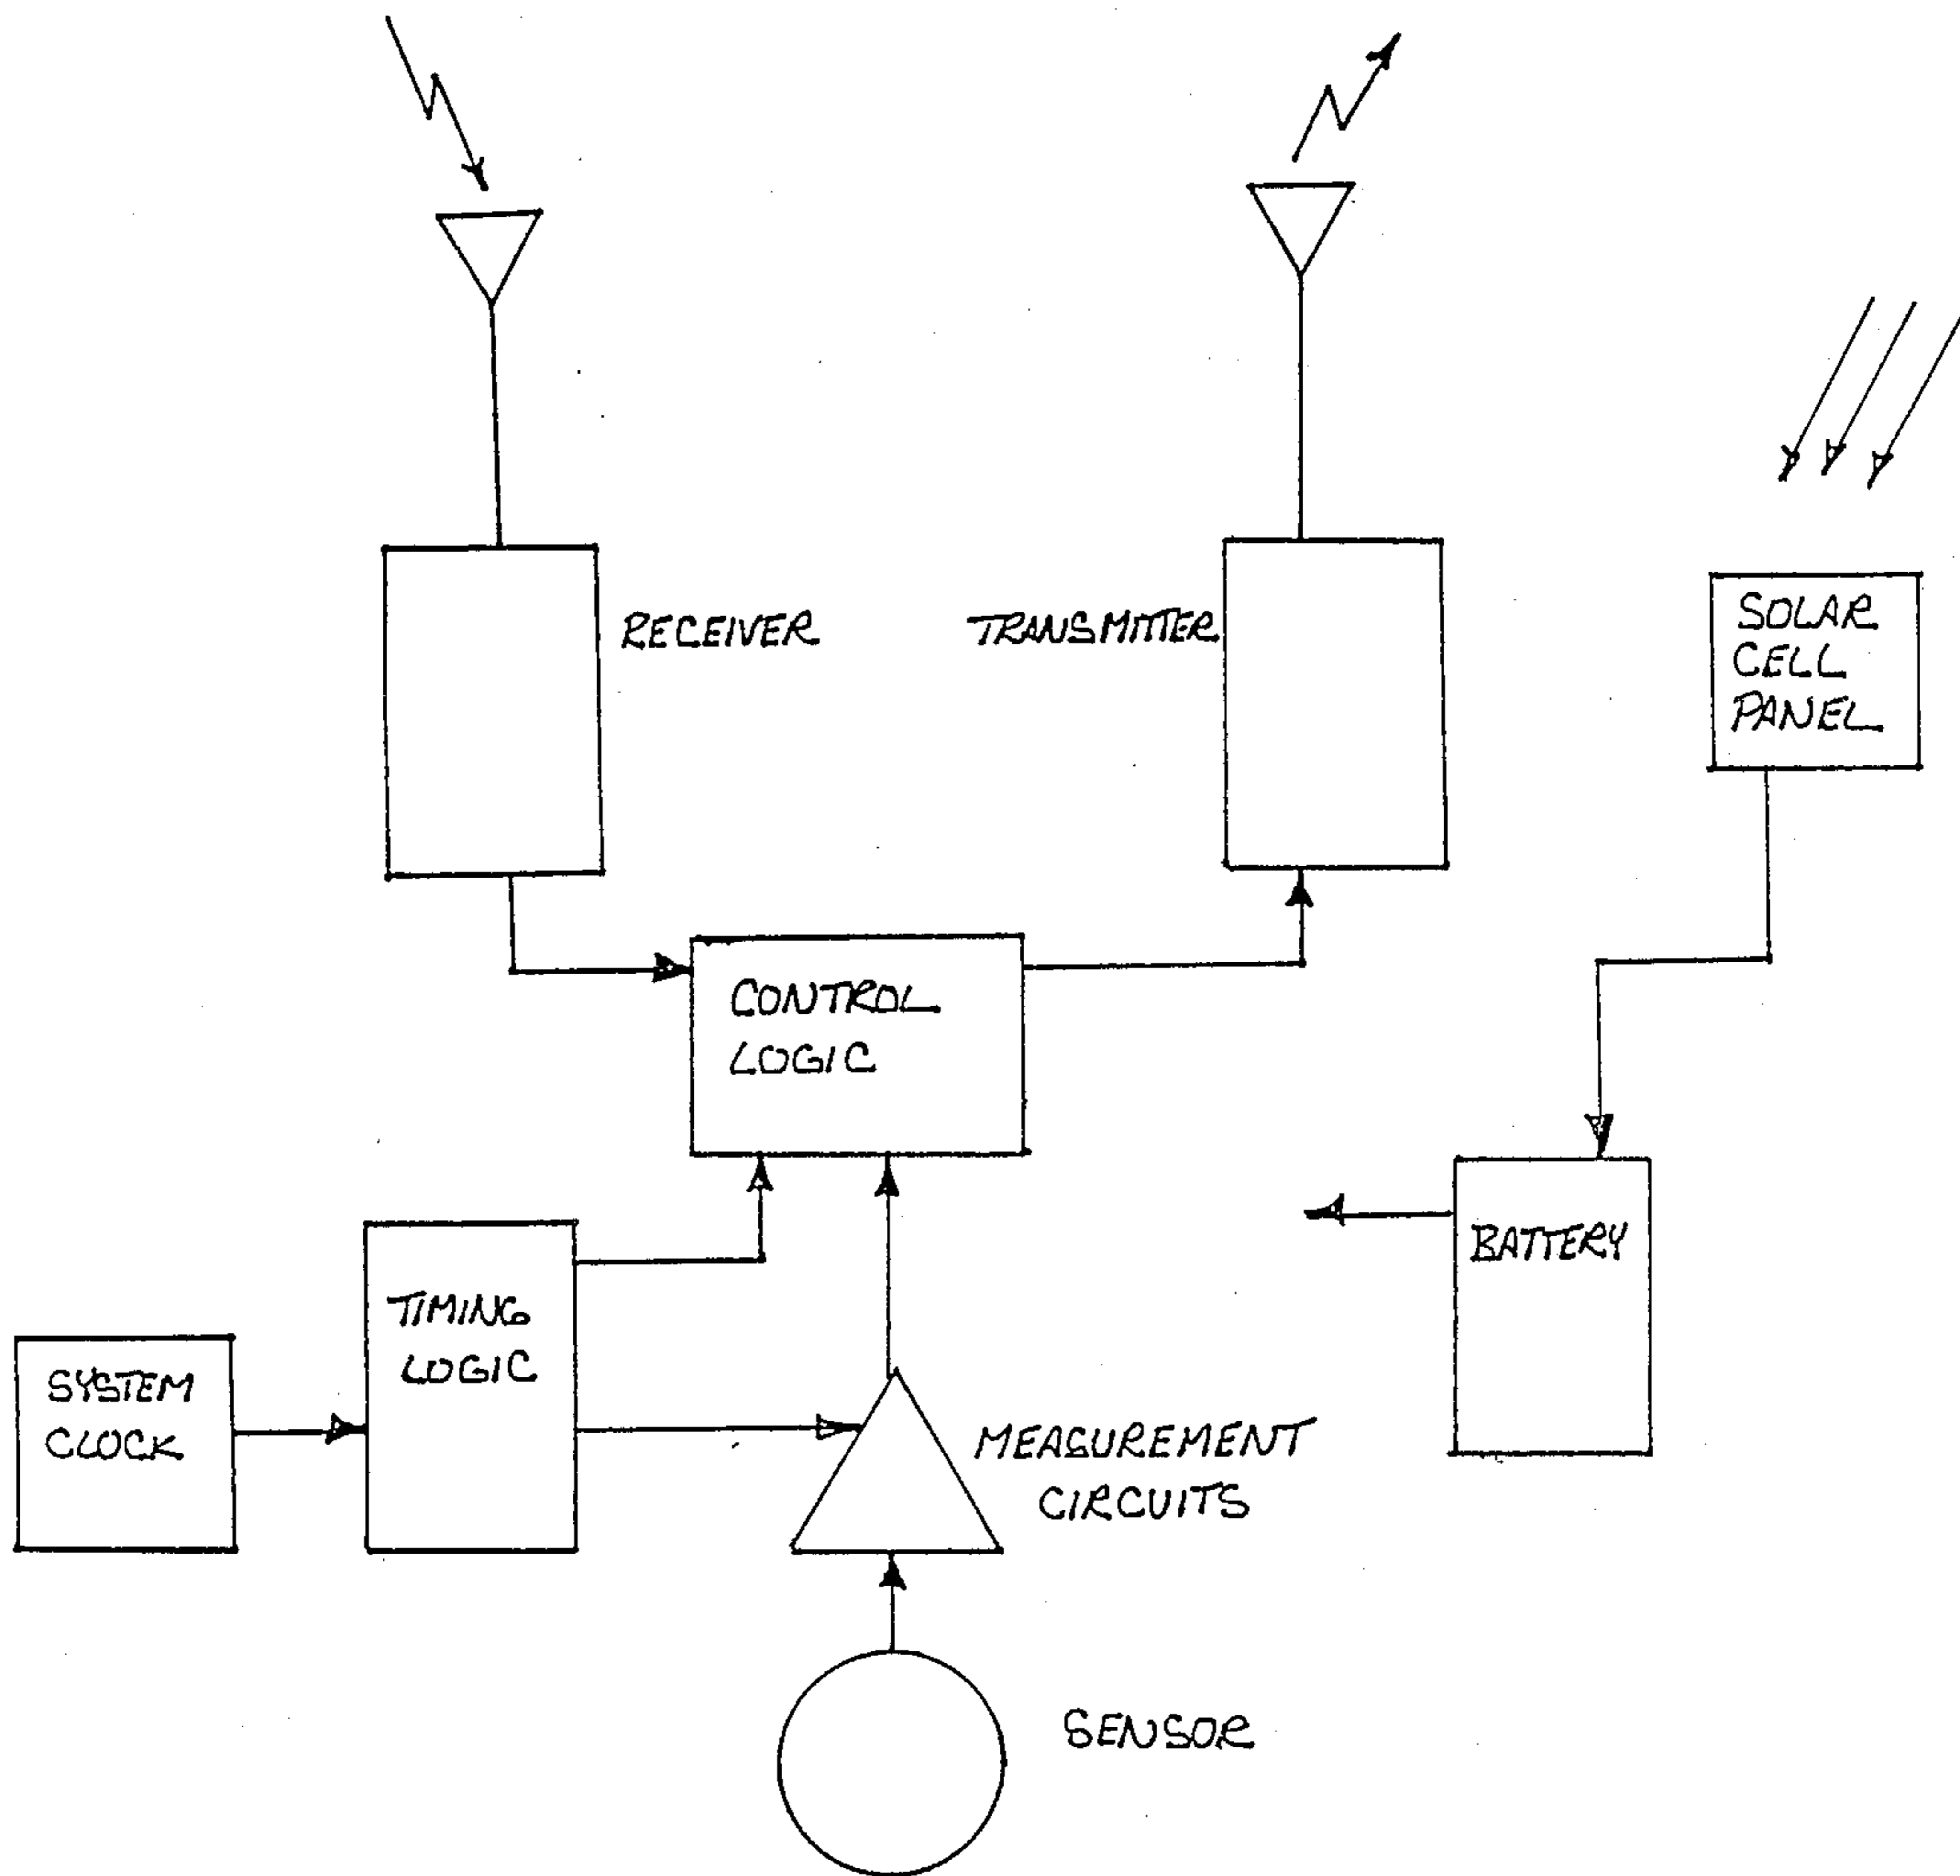 RECEIVER
TRANSMITTER
SOLAR
CELL
PANEL
CONTROL
LOGIC
BATTERY
TIMING
LOGIC
SYSTEM
CLOCK
MEASUREMENT
CIRCUITS
SENSOR